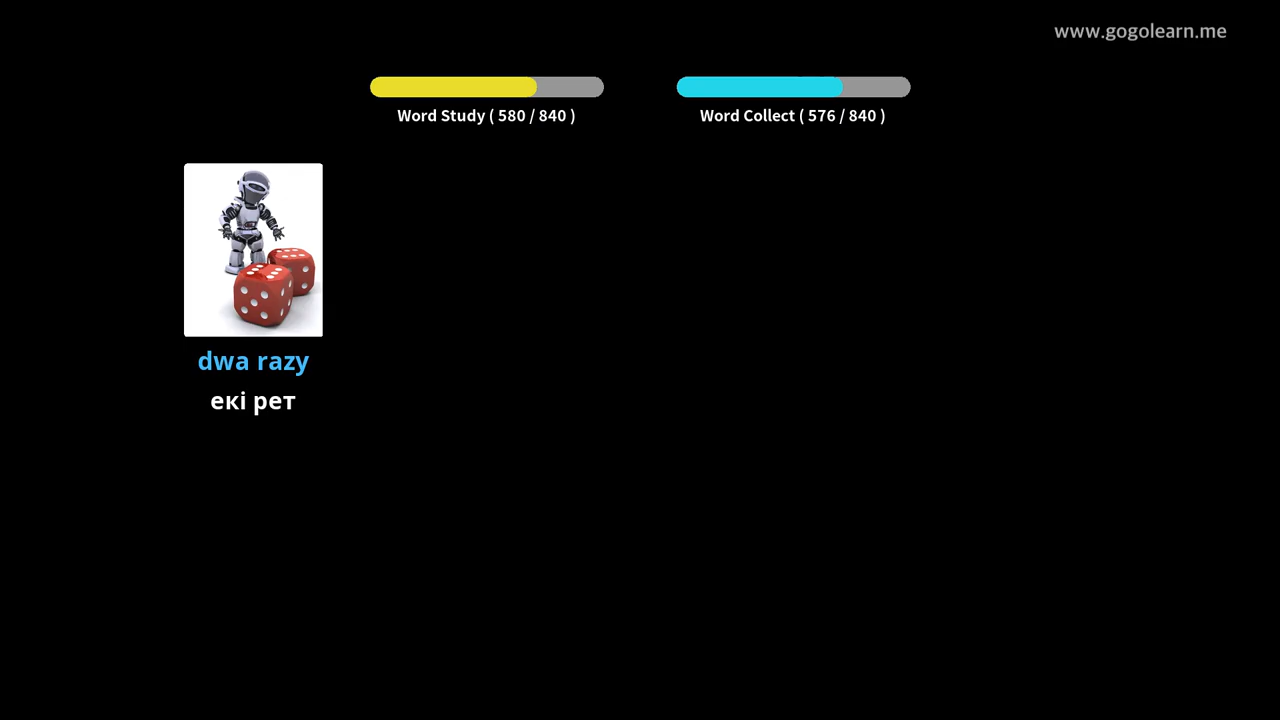 www.gogolearn.me
Word Study ( 580 / 840 )
Word Collect ( 576 / 840 )
dwa razy
екі рет